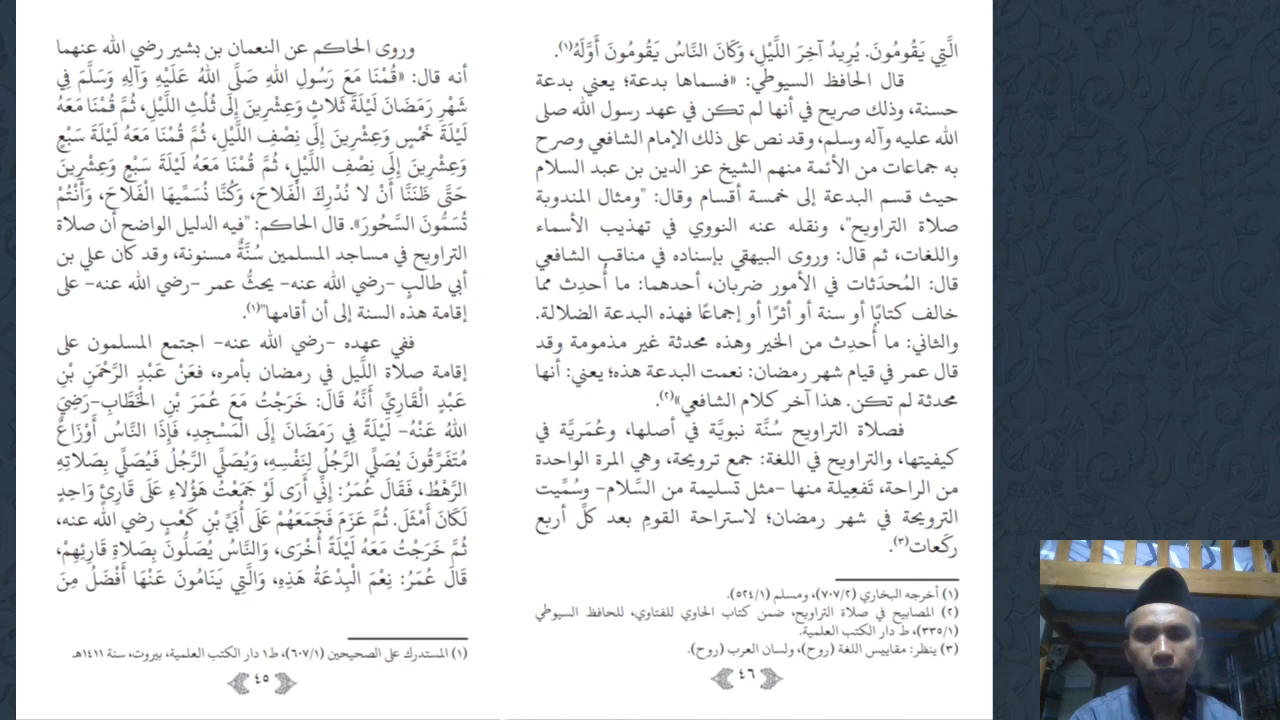 وروى الحاكم عن النعمان بن بشير رضي الله عنهما
أنه قال: «قُمْنَا مَعَ رَسُولِ اللهِ صَلَّى اللهُ عَلَيْهِ وَآلِهِ وَسَلَّمَ فِي
شَهْرِ رَمَضَانَ لَيْلَةَ ثَلاثٍ وَعِشْرِينَ إِلَى ثُلُثِ اللَّيْلِ، ثُمَّ قُمْنَا مَعَهُ
لَيْلَةَ خَمْسٍ وَعِشْرِينَ إِلَى نِصْفِ اللَّيْلِ، ثُمَّ قُمْنَا مَعَهُ لَيْلَةَ سَبْعٍ
وَعِشْرِينَ إِلَى نِصْفِ اللَّيْلِ، ثُمَّ قُمْنَا مَعَهُ لَيْلَةَ سَبْعٍ وَعِشْرِينَ
حَتَّى ظَنَنَّا أَنْ لا نُدْرِكَ الْفَلاحَ، وَكُنَّا نُسَمِّيهَا الْفَلَاحَ، وَأَنْتُمْ
تُسَمُّونَ السَّحُورَ». قال الحاكم: "فيه الدليل الواضح أن صلاة
التراويح في مساجد المسلمين سُنَّةٌ مسنونة، وقد كان علي بن
أبي طالبٍ -رضي الله عنه- يحثُّ عمر -رضي الله عنه- على
إقامة هذه السنة إلى أن أقامها"(١).
ففي عهده -رضي الله عنه- اجتمع المسلمون على
إقامة صلاة اللَّيل في رمضان بأمره، فعَنْ عَبْدِ الرَّحْمَنِ بْنِ
عَبْدٍ الْقَارِيِّ أَنَّهُ قَالَ: خَرَجْتُ مَعَ عُمَرَ بْنِ الْخَطَّابِ-رَضِيَ
اللهُ عَنْهُ- لَيْلَةً فِي رَمَضَانَ إِلَى الْمَسْجِدِ، فَإِذَا النَّاسُ أَوْزَاعٌ
مُتَفَرِّقُونَ يُصَلِّي الرَّجُلُ لِنَفْسِهِ، وَيُصَلِّي الرَّجُلُ فَيُصَلِّي بِصَلاتِهِ
الرَّهْطُ، فَقَالَ عُمَرُ: إِنِّي أَرَى لَوْ جَمَعْتُ هَؤُلاءِ عَلَى قَارِئٍ وَاحِدٍ
لَكَانَ أَمْثَلَ. ثُمَّ عَزَمَ فَجَمَعَهُمْ عَلَى أُبَيِّ بْنِ كَعْبٍ رضي الله عنه،
ثُمَّ خَرَجْتُ مَعَهُ لَيْلَةً أُخْرَى، وَالنَّاسُ يُصَلُّونَ بِصَلاةِ قَارِئِهِمْ،
قَالَ عُمَرُ: نِعْمَ الْبِدْعَةُ هَذِهِ، وَالَّتِي يَنَامُونَ عَنْهَا أَفْضَلُ مِنَ
(١) المستدرك على الصحيحين (٦٠٧/١)، ط١ دار الكتب العلمية، بيروت، سنة ١٤١١هـ
٤٥
الَّتِي يَقُومُونَ. يُرِيدُ آخِرَ اللَّيْلِ، وَكَانَ النَّاسُ يَقُومُونَ أَوَّلَهُ(١).
قال الحافظ السيوطي: «فسماها بدعة؛ يعني بدعة
حسنة، وذلك صريح في أنها لم تكن في عهد رسول الله صلى
الله عليه وآله وسلم، وقد نص على ذلك الإمام الشافعي وصرح
به جماعات من الأئمة منهم الشيخ عز الدين بن عبد السلام
حيث قسم البدعة إلى خمسة أقسام وقال: "ومثال المندوبة
صلاة التراويح"، ونقله عنه النووي في تهذيب الأسماء
واللغات، ثم قال: وروى البيهقي بإسناده في مناقب الشافعي
قال: المُحدَثات في الأمور ضربان، أحدهما: ما أُحدِث مما
خالف كتابًا أو سنة أو أثرًا أو إجماعًا فهذه البدعة الضلالة.
والثاني: ما أُحدِث من الخير وهذه محدثة غير مذمومة وقد
قال عمر في قيام شهر رمضان: نعمت البدعة هذه؛ يعني: أنها
محدثة لم تكن. هذا آخر كلام الشافعي»(٢).
فصلاة التراويح سُنَّة نبويَّة في أصلها، وعُمَريَّة في
كيفيتها، والتراويح في اللغة: جمع ترويحة، وهي المرة الواحدة
من الراحة، تَفعِيلة منها -مثل تسليمة من السَّلام- وسُمِّيت
الترويحة في شهر رمضان؛ لاستراحة القومِ بعد كلِّ أربع
ركَعات(٣).
(١) أخرجه البخاري (٧٠٧/٢)، ومسلم (٥٢٤/١).
(٢) المصابيح في صلاة التراويح، ضمن كتاب الحاوي للفتاوي، للحافظ السيوطي
(٣٣٥/١)، ط دار الكتب العلمية.
(٣) ينظر: مقاييس اللغة (روح)، ولسان العرب (روح).
٤٦